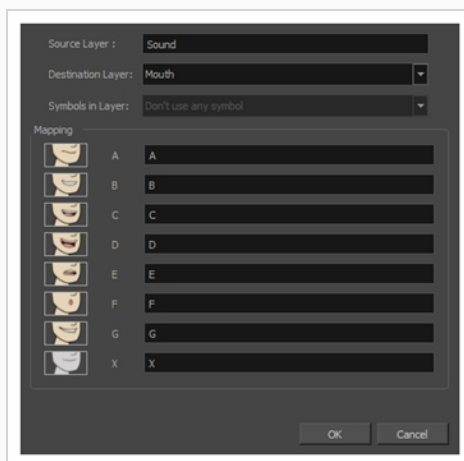 Source Layer : Sound
Destination Layer: Mouth
Symbols in Layer: Don't use any symbol
Mapping
A A
B B
C C
D D
E E
F F
G G
X X
OK Cancel